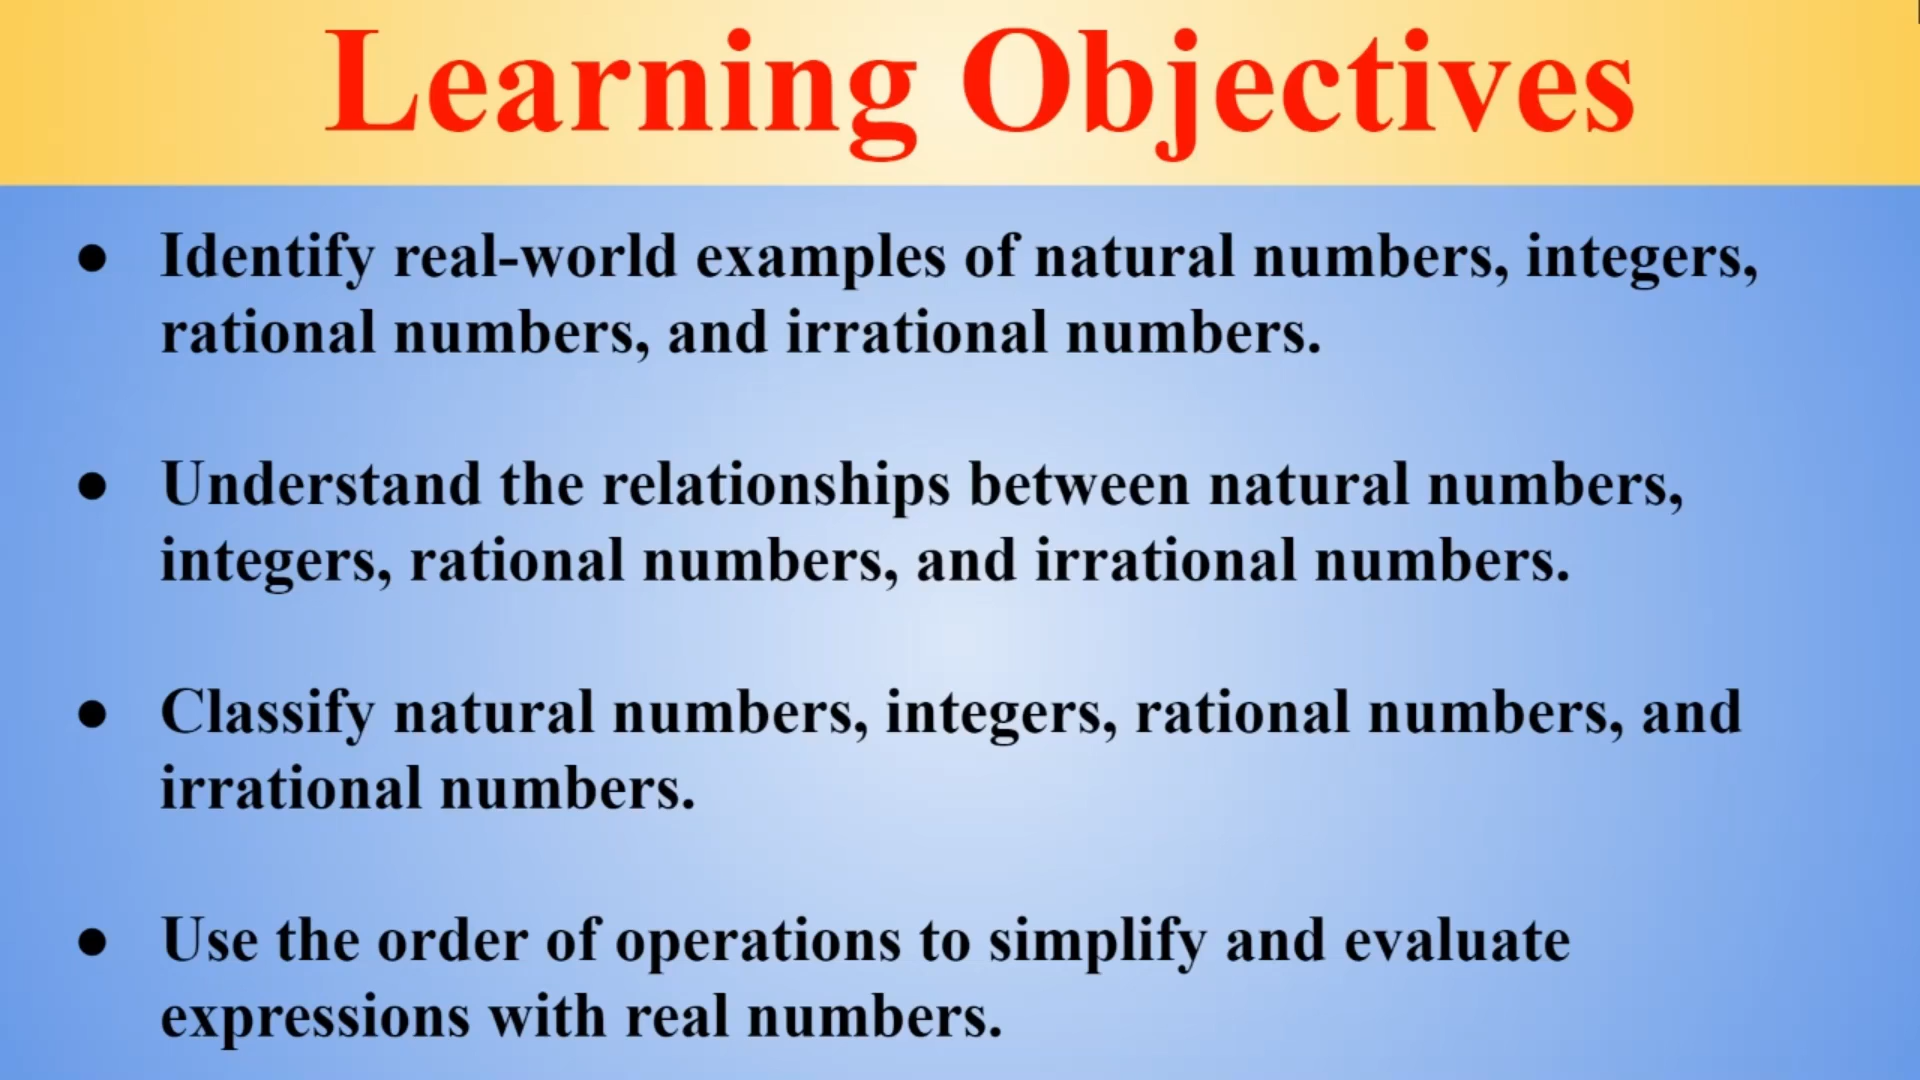 Learning Objectives
● Identify real-world examples of natural numbers, integers,
rational numbers, and irrational numbers.
● Understand the relationships between natural numbers,
integers, rational numbers, and irrational numbers.
● Classify natural numbers, integers, rational numbers, and
irrational numbers.
● Use the order of operations to simplify and evaluate
expressions with real numbers.